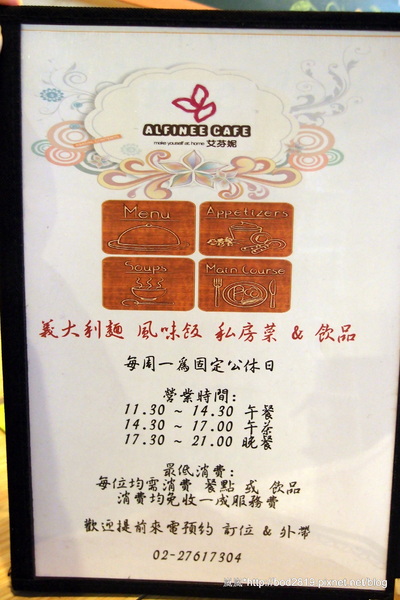 ALFINEE CAFE
make yourself at home 艾芬妮
Menu
Appetizers
Soups
Main Course
義大利麵 風味飯 私房菜 & 飲品
每周一為固定公休日
營業時間:
11.30 ~ 14.30 午餐
14.30 ~ 17.00 午茶
17.30 ~ 21.00 晚餐
最低消費:
每位均需消費 餐點 或 飲品
消費均免收一成服務費
歡迎提前來電預約 訂位 & 外帶
02-27617304